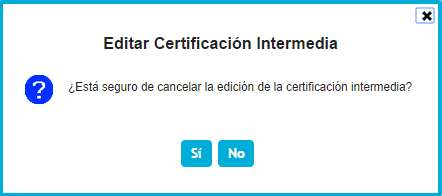 Editar Certificación Intermedia
¿Está seguro de cancelar la edición de la certificación intermedia?
Sí No